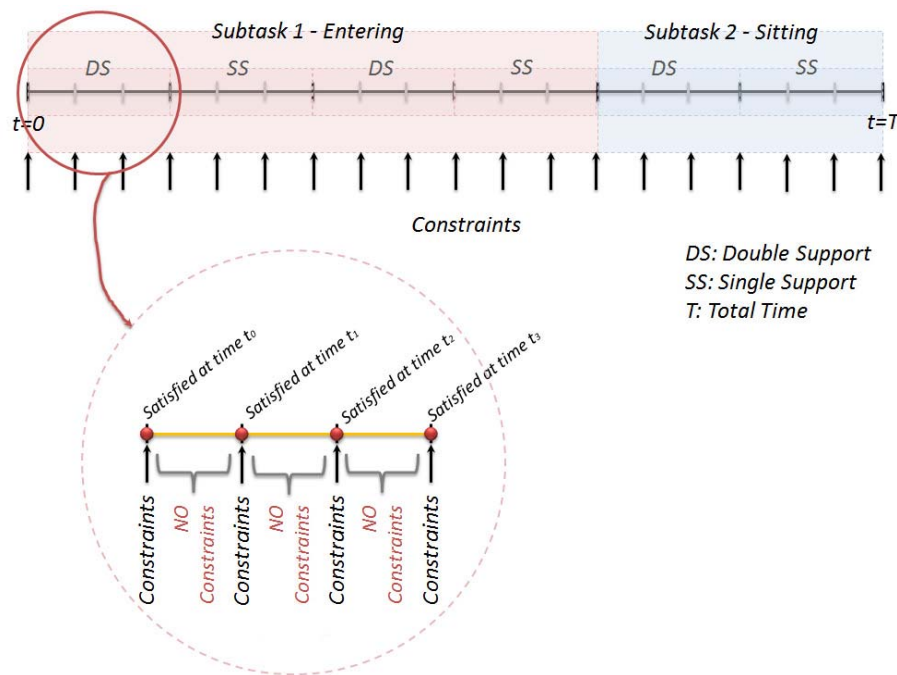 Subtask 1 - Entering
Subtask 2 - Sitting
DS
SS
DS
SS
DS
SS
t=0
t=T
Constraints
DS: Double Support
SS: Single Support
T: Total Time
Satisfied at time t₀
Satisfied at time t₁
Satisfied at time t₂
Satisfied at time t₃
Constraints
NO
Constraints
Constraints
NO
Constraints
Constraints
NO
Constraints
Constraints